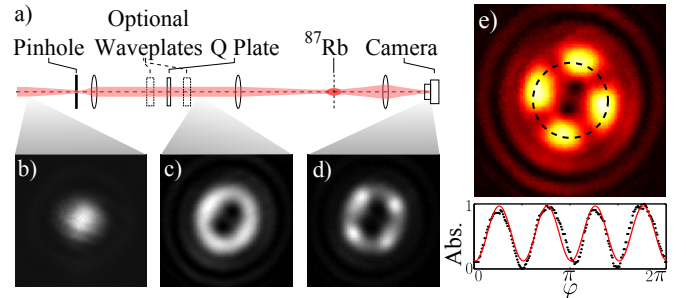 a)
Optional
Waveplates
Q Plate
Pinhole
⁸⁷Rb
Camera
b)
c)
d)
e)
Abs.
1
0
0
π
2π
φ